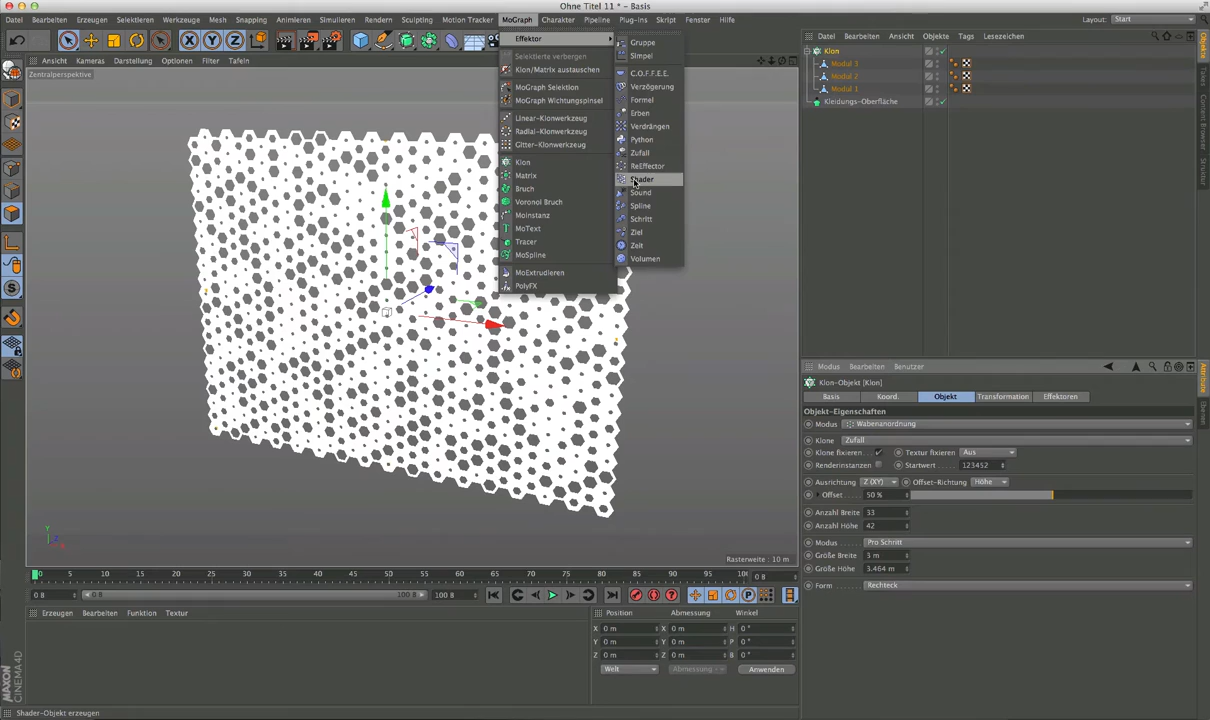 Ohne Titel 11 * - Basis
Datei Bearbeiten Erzeugen Selektieren Werkzeuge Mesh Snapping Animieren Simulieren Rendern Sculpting Motion Tracker MoGraph Charakter Pipeline Plug-ins Skript Fenster Hilfe
Layout: Start
Ansicht Kameras Darstellung Optionen Filter Tafeln
Zentralperspektive
Effektor
Selektierte verbergen
Klon/Matrix austauschen
MoGraph Selektion
MoGraph Wichtungspinsel
Linear-Klonwerkzeug
Radial-Klonwerkzeug
Gitter-Klonwerkzeug
Klon
Matrix
Bruch
Voronoi Bruch
MoInstanz
MoText
Tracer
MoSpline
MoExtrudieren
PolyFX
Gruppe
Simpel
C.O.F.F.E.E.
Verzögerung
Formel
Erben
Verdrängen
Python
Zufall
ReEffector
Shader
Sound
Spline
Schritt
Ziel
Zeit
Volumen
Datei Bearbeiten Ansicht Objekte Tags Lesezeichen
Klon
Modul 3
Modul 2
Modul 1
Kleidungs-Oberfläche
Objekte
Content Browser
Struktur
Modus Bearbeiten Benutzer
Klon-Objekt [Klon]
Basis Koord. Objekt Transformation Effektoren
Objekt-Eigenschaften
Modus Wabenanordnung
Klone Zufall
Klone fixieren Textur fixieren Aus
Renderinstanzen Startwert 123452
Ausrichtung Z (XY) Offset-Richtung Höhe
Offset 50 %
Anzahl Breite 33
Anzahl Höhe 42
Modus Pro Schritt
Größe Breite 3 m
Größe Höhe 3.464 m
Form Rechteck
Attribute
Ebenen
Y
Z
X
Rasterweite : 10 m
0 5 10 15 20 25 30 35 40 45 50 55 60 65 70 75 80 85 90 95 0 B
0 B 0 B 100 B 100 B
Erzeugen Bearbeiten Funktion Textur
Position Abmessung Winkel
X 0 m X 0 m H 0 °
Y 0 m Y 0 m P 0 °
Z 0 m Z 0 m B 0 °
Welt Abmessung Anwenden
MAXON
CINEMA4D
Shader-Objekt erzeugen